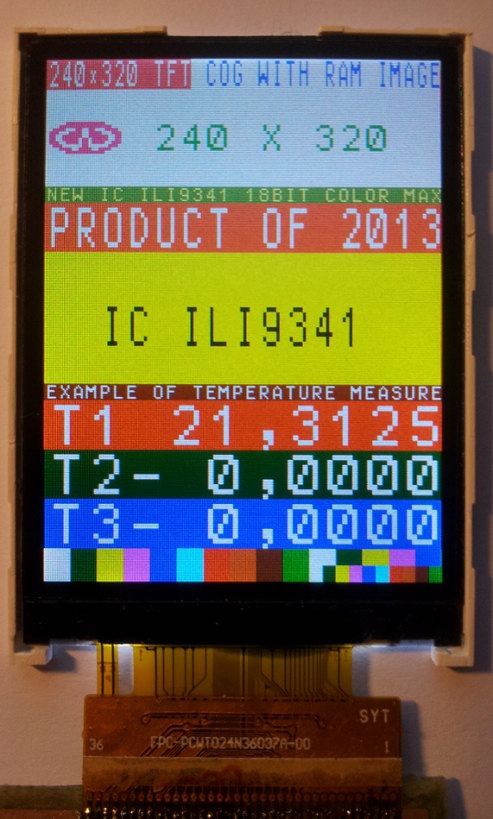 240x320 TFT COG WITH RAM IMAGE
240 X 320
NEW IC ILI9341 18BIT COLOR MAX
PRODUCT OF 2013
IC ILI9341
EXAMPLE OF TEMPERATURE MEASURE
T1 21,3125
T2- 0,0000
T3- 0,0000
SYT
36 FPC-PCWT024N36037A-00 1